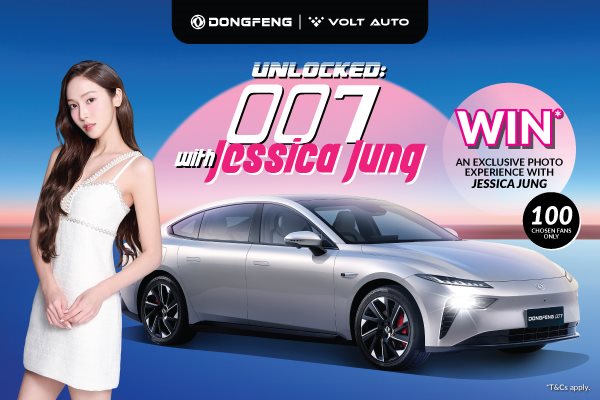 DONGFENG | VOLT AUTO
UNLOCKED:
007
with Jessica Jung
WIN*
AN EXCLUSIVE PHOTO
EXPERIENCE WITH
JESSICA JUNG
100
CHOSEN FANS
ONLY
DONGFENG 007
*T&Cs apply.